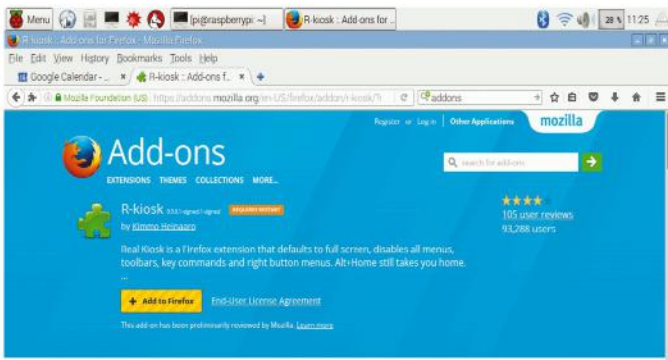 Menu
[pi@raspberrypi: ~]
R-kiosk : Add-ons for ..
28 %
11:25
R-kiosk : Add-ons for Firefox - Mozilla Firefox
File Edit View History Bookmarks Tools Help
Google Calendar - ..
R-kiosk : Add-ons f..
Mozilla Foundation (US)
https://addons.mozilla.org/en-US/firefox/addon/r-kiosk/?
addons
Register or Log in
Other Applications
mozilla
Add-ons
search for add-ons
EXTENSIONS THEMES COLLECTIONS MORE...
R-kiosk
REQUIRES RESTART
by Kimmo Heinaaro
105 user reviews
93,288 users
Real Kiosk is a Firefox extension that defaults to full screen, disables all menus,
toolbars, key commands and right button menus. Alt+Home still takes you home.
...
+ Add to Firefox
End-User License Agreement
This add-on has been preliminarily reviewed by Mozilla. Learn more